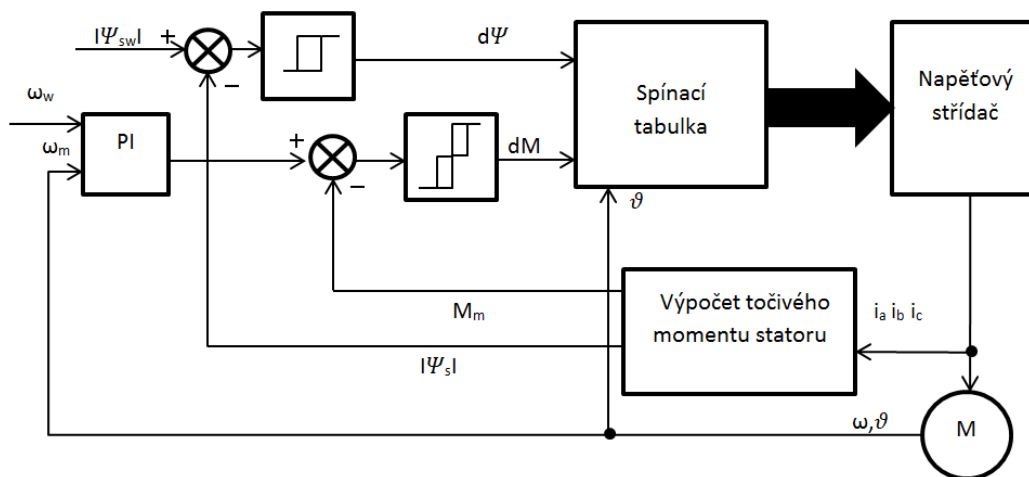 |Ψsw|
+
−
dΨ
Spínací
tabulka
Napěťový
střídač
ωw
ωm
PI
+
−
dM
ϑ
Mm
|Ψs|
Výpočet točivého
momentu statoru
ia ib ic
ω,ϑ
M